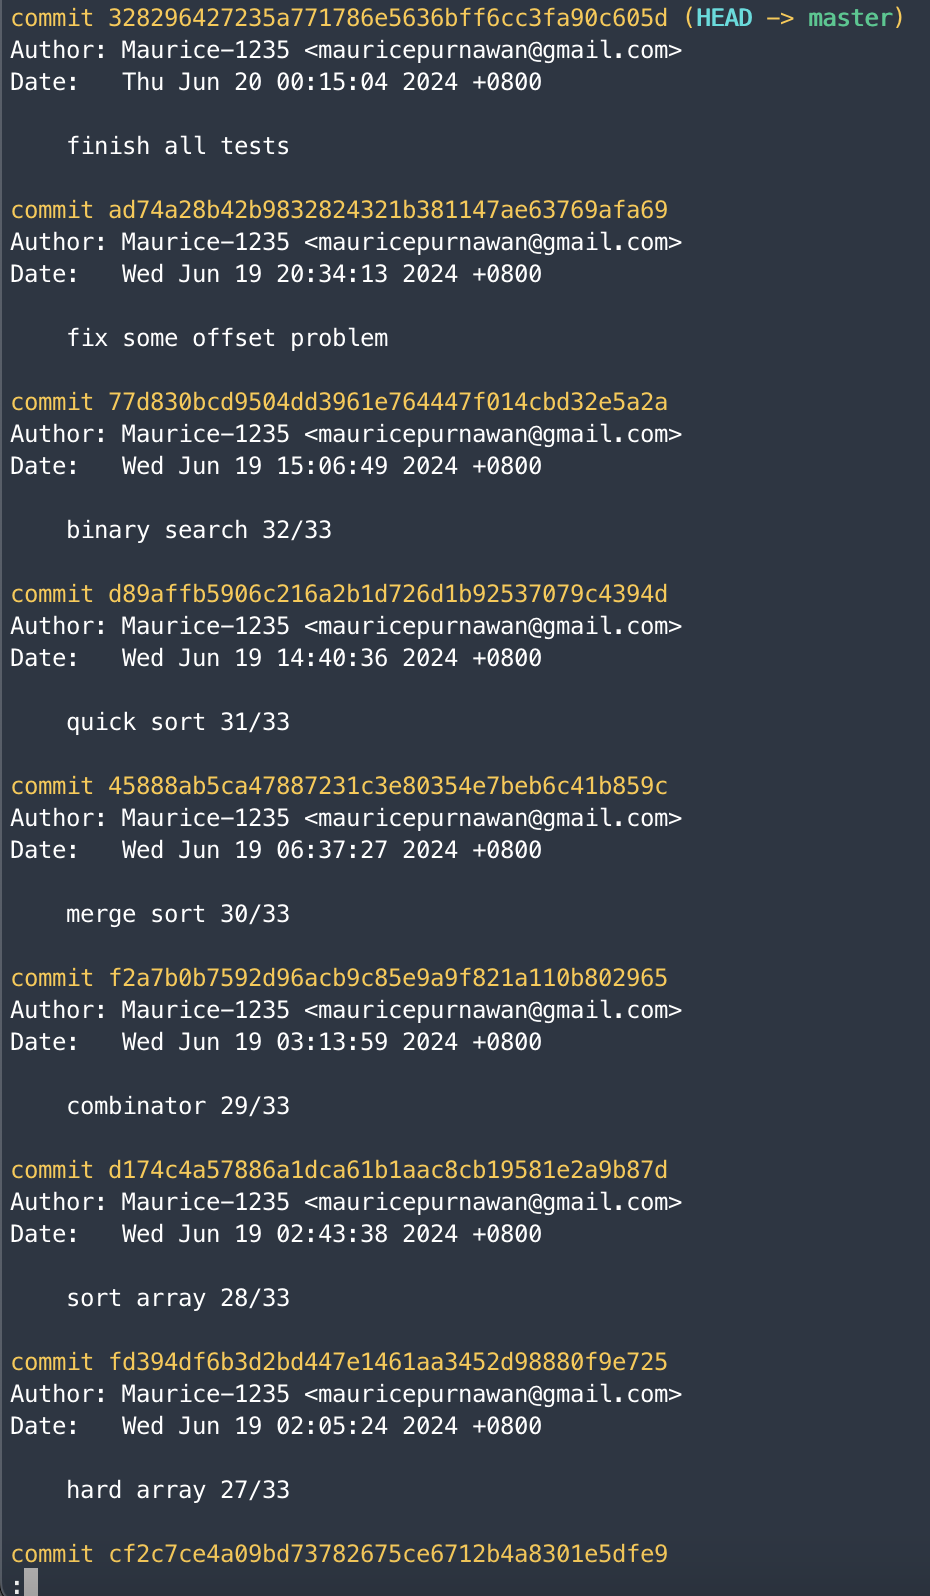 commit 328296427235a771786e5636bff6cc3fa90c605d (HEAD -> master)
Author: Maurice-1235 <mauricepurnawan@gmail.com>
Date:   Thu Jun 20 00:15:04 2024 +0800

    finish all tests

commit ad74a28b42b9832824321b381147ae63769afa69
Author: Maurice-1235 <mauricepurnawan@gmail.com>
Date:   Wed Jun 19 20:34:13 2024 +0800

    fix some offset problem

commit 77d830bcd9504dd3961e764447f014cbd32e5a2a
Author: Maurice-1235 <mauricepurnawan@gmail.com>
Date:   Wed Jun 19 15:06:49 2024 +0800

    binary search 32/33

commit d89affb5906c216a2b1d726d1b92537079c4394d
Author: Maurice-1235 <mauricepurnawan@gmail.com>
Date:   Wed Jun 19 14:40:36 2024 +0800

    quick sort 31/33

commit 45888ab5ca47887231c3e80354e7beb6c41b859c
Author: Maurice-1235 <mauricepurnawan@gmail.com>
Date:   Wed Jun 19 06:37:27 2024 +0800

    merge sort 30/33

commit f2a7b0b7592d96acb9c85e9a9f821a110b802965
Author: Maurice-1235 <mauricepurnawan@gmail.com>
Date:   Wed Jun 19 03:13:59 2024 +0800

    combinator 29/33

commit d174c4a57886a1dca61b1aac8cb19581e2a9b87d
Author: Maurice-1235 <mauricepurnawan@gmail.com>
Date:   Wed Jun 19 02:43:38 2024 +0800

    sort array 28/33

commit fd394df6b3d2bd447e1461aa3452d98880f9e725
Author: Maurice-1235 <mauricepurnawan@gmail.com>
Date:   Wed Jun 19 02:05:24 2024 +0800

    hard array 27/33

commit cf2c7ce4a09bd73782675ce6712b4a8301e5dfe9
: